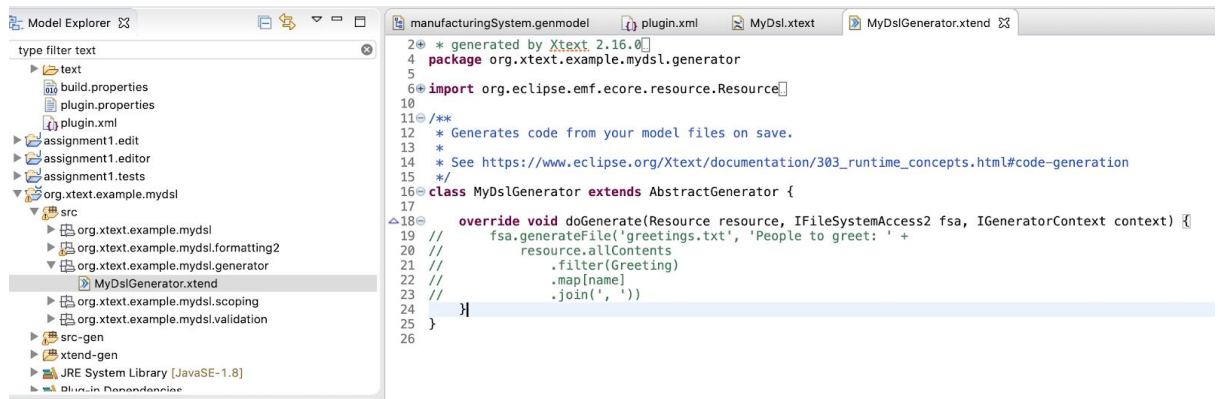 Model Explorer
type filter text
text
build.properties
plugin.properties
plugin.xml
assignment1.edit
assignment1.editor
assignment1.tests
org.xtext.example.mydsl
src
org.xtext.example.mydsl
org.xtext.example.mydsl.formatting2
org.xtext.example.mydsl.generator
MyDslGenerator.xtend
org.xtext.example.mydsl.scoping
org.xtext.example.mydsl.validation
src-gen
xtend-gen
JRE System Library [JavaSE-1.8]
Plug-in Dependencies
manufacturingSystem.genmodel plugin.xml MyDsl.xtext MyDslGenerator.xtend
2 * generated by Xtext 2.16.0
4 package org.xtext.example.mydsl.generator
5
6 import org.eclipse.emf.ecore.resource.Resource
10
11 /**
12 * Generates code from your model files on save.
13 *
14 * See https://www.eclipse.org/Xtext/documentation/303_runtime_concepts.html#code-generation
15 */
16 class MyDslGenerator extends AbstractGenerator {
17
18 override void doGenerate(Resource resource, IFileSystemAccess2 fsa, IGeneratorContext context) {
19 // fsa.generateFile('greetings.txt', 'People to greet: ' +
20 // resource.allContents
21 // .filter(Greeting)
22 // .map[name]
23 // .join(', '))
24 }
25 }
26